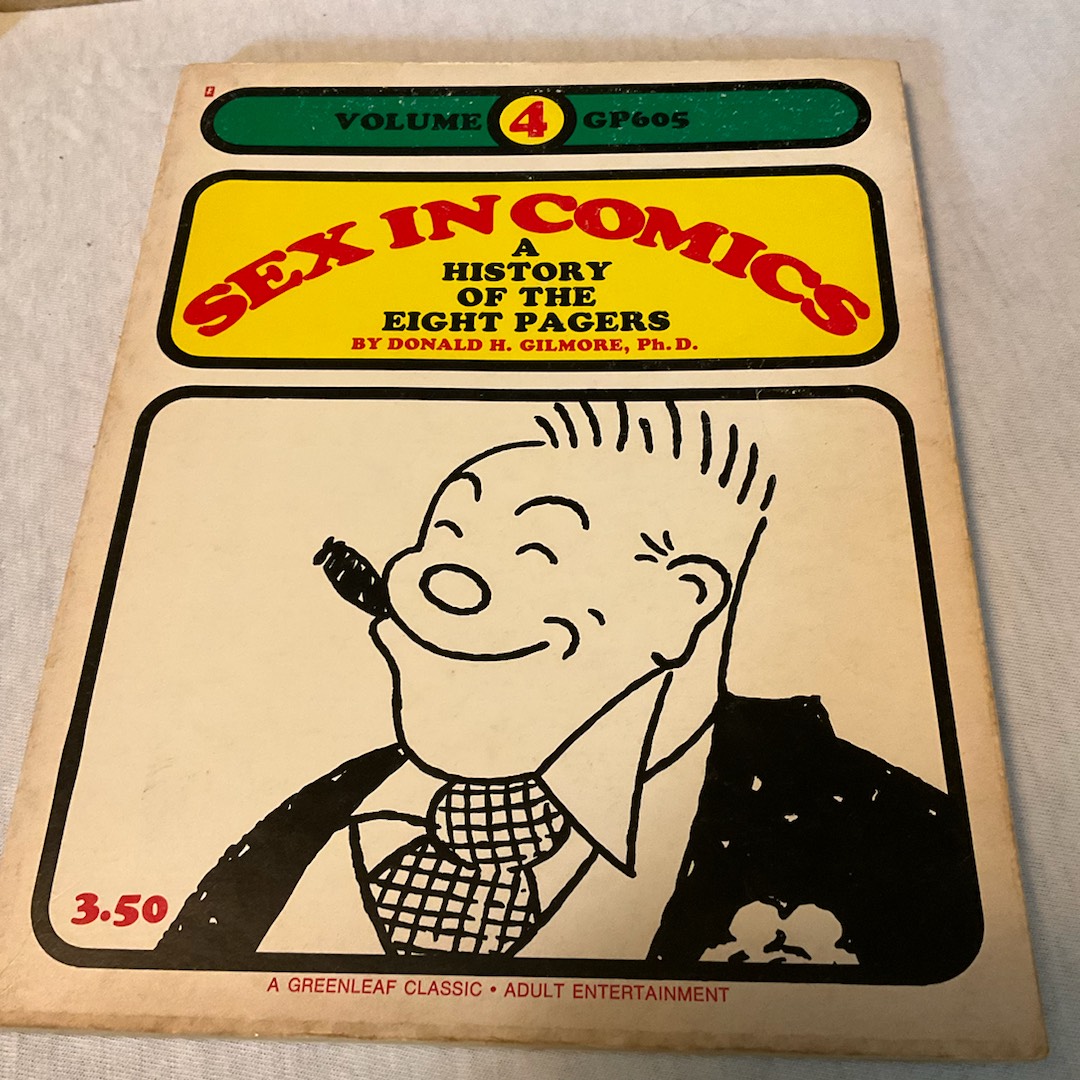 VOLUME 4 GP605
SEX IN COMICS
A
HISTORY
OF THE
EIGHT PAGERS
BY DONALD H. GILMORE, Ph.D.
3.50
A GREENLEAF CLASSIC • ADULT ENTERTAINMENT